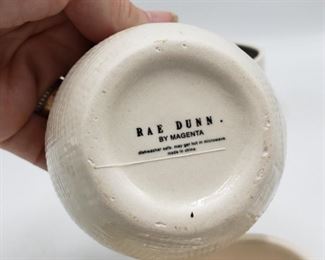 RAE DUNN.
BY MAGENTA
dishwasher safe. may get hot in microwave.
made in china